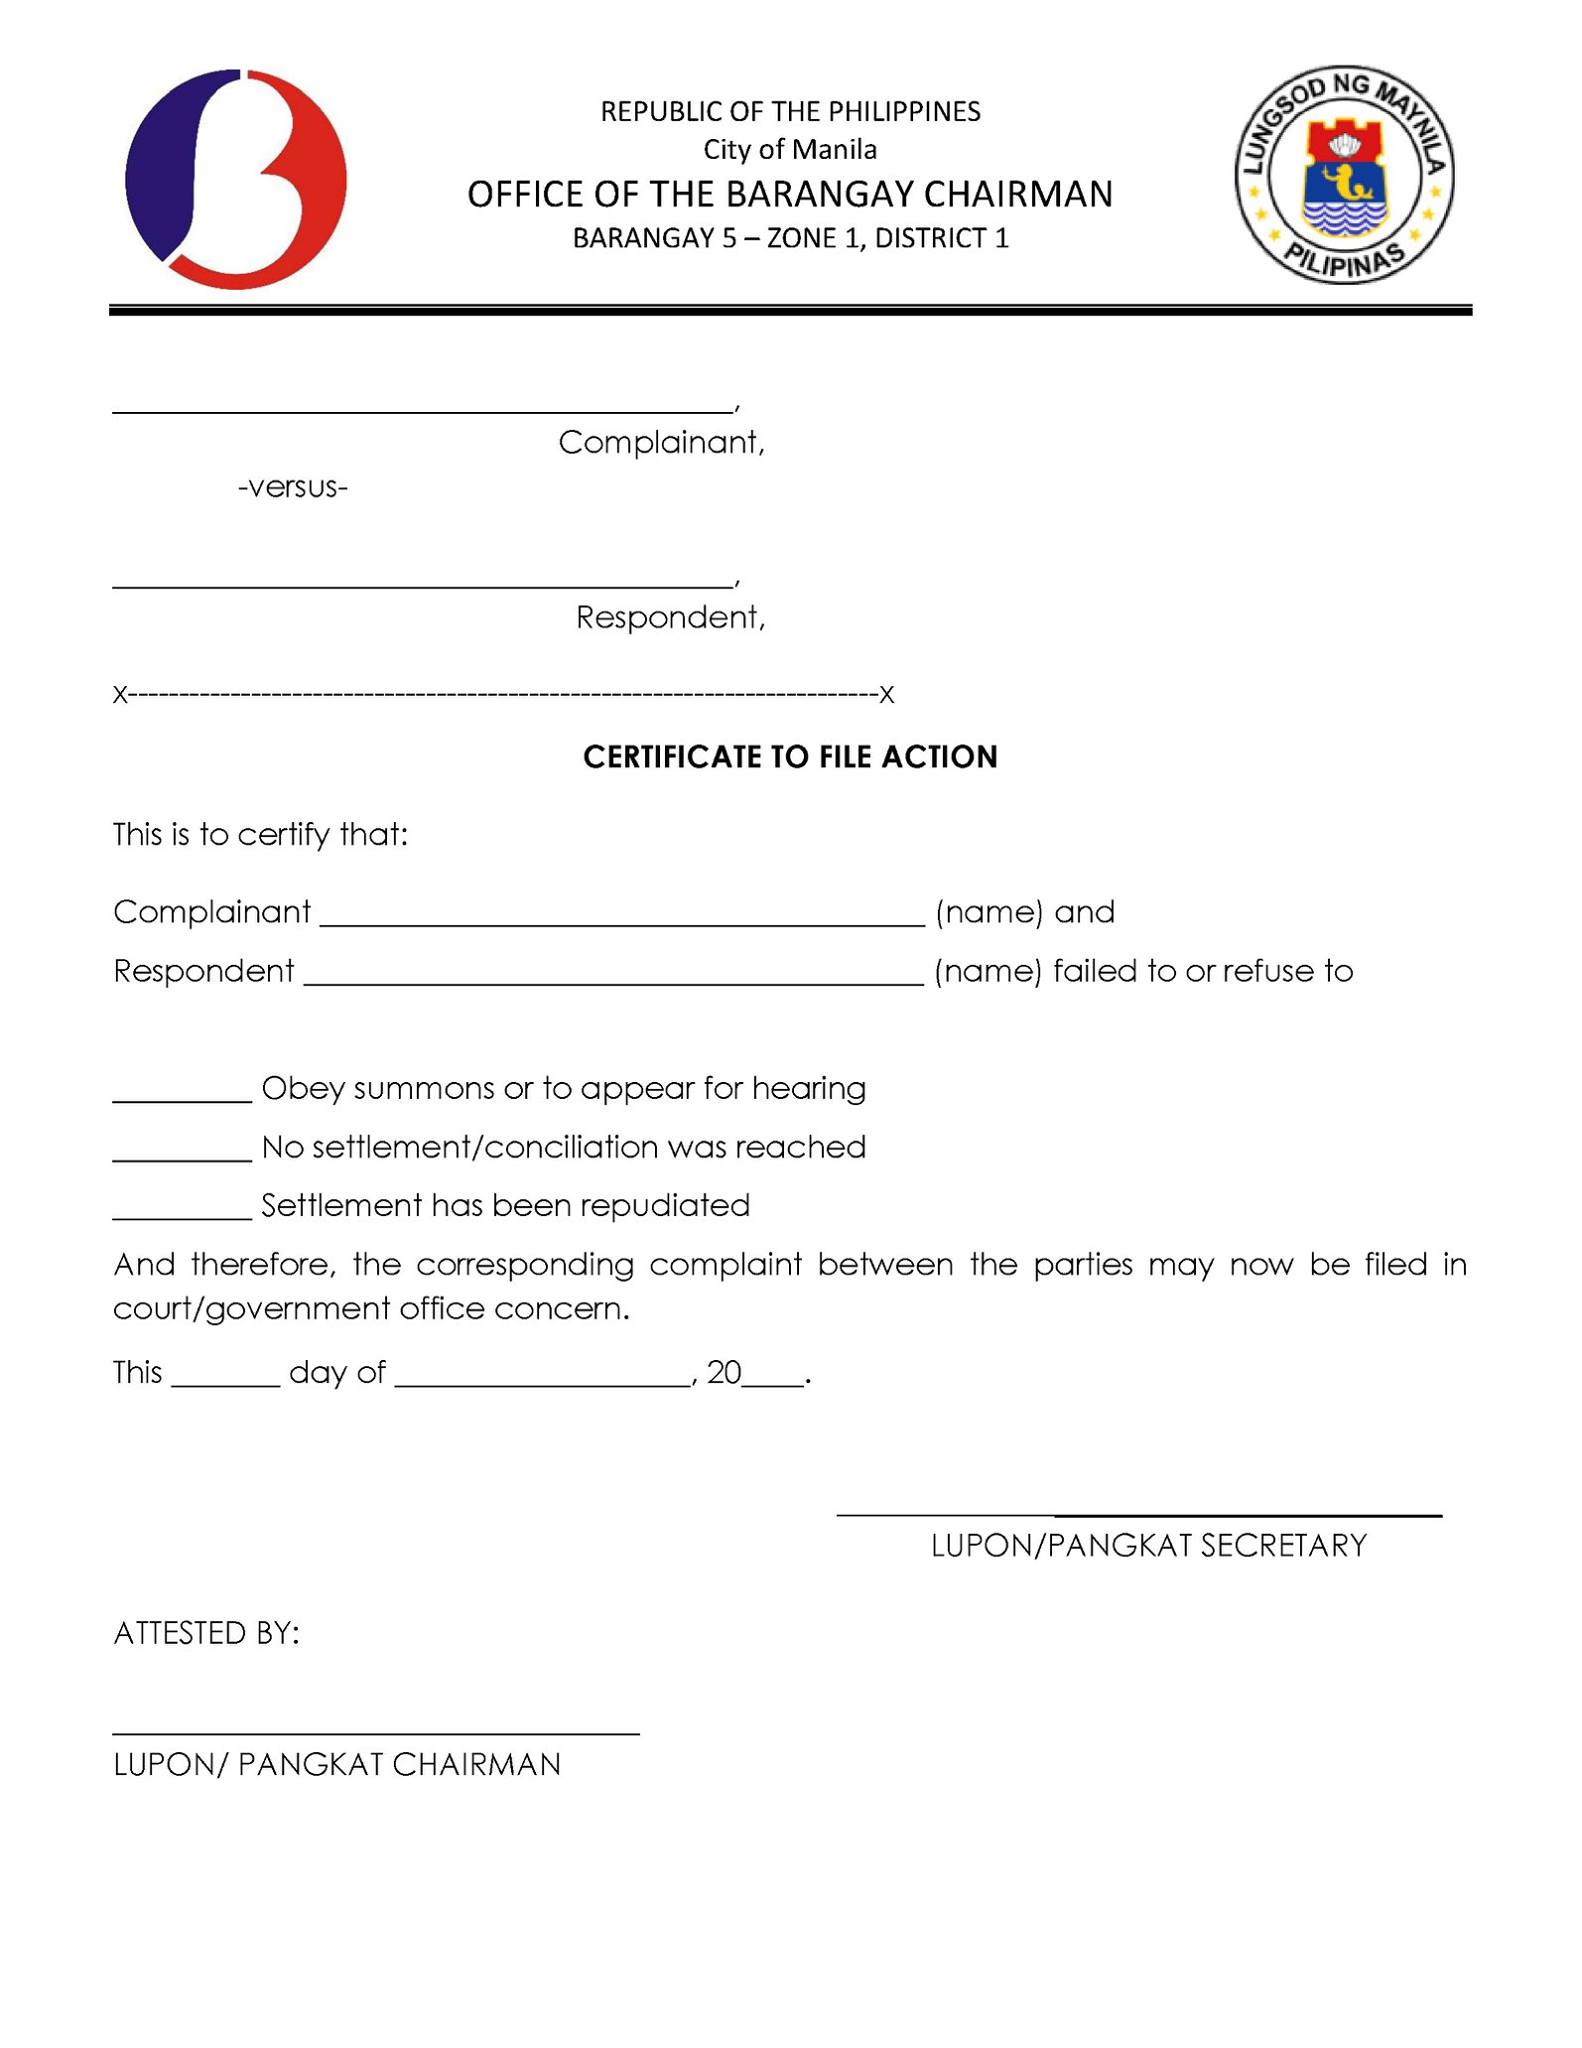 REPUBLIC OF THE PHILIPPINES
City of Manila
OFFICE OF THE BARANGAY CHAIRMAN
BARANGAY 5 – ZONE 1, DISTRICT 1
LUNGSOD NG MAYNILA
PILIPINAS
________________________________________,
Complainant,
-versus-
________________________________________,
Respondent,
x-------------------------------------------------------------------------x
CERTIFICATE TO FILE ACTION
This is to certify that:
Complainant _______________________________________ (name) and
Respondent ________________________________________ (name) failed to or refuse to
_________ Obey summons or to appear for hearing
_________ No settlement/conciliation was reached
_________ Settlement has been repudiated
And therefore, the corresponding complaint between the parties may now be filed in
court/government office concern.
This _______ day of ___________________, 20____.
_______________________________________
LUPON/PANGKAT SECRETARY
ATTESTED BY:
__________________________________
LUPON/ PANGKAT CHAIRMAN